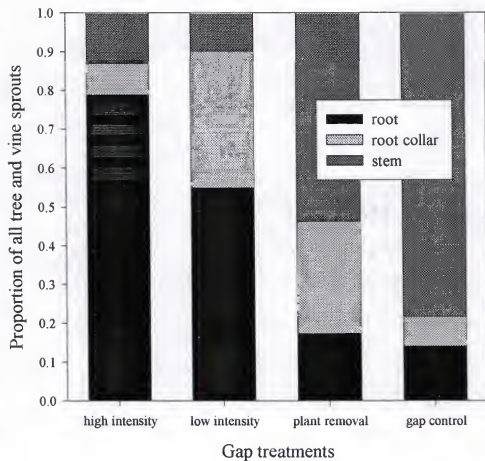 Proportion of all tree and vine sprouts
1.0
0.9
0.8
0.7
0.6
0.5
0.4
0.3
0.2
0.1
0.0
root
root collar
stem
high intensity
low intensity
plant removal
gap control
Gap treatments